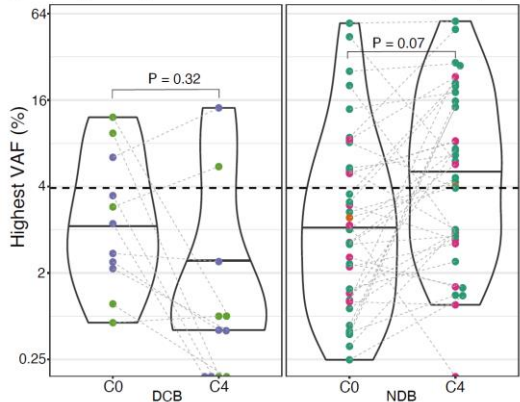 64
16
4
2
0.25
Highest VAF (%)
P = 0.32
P = 0.07
C0
C4
C0
C4
DCB
NDB